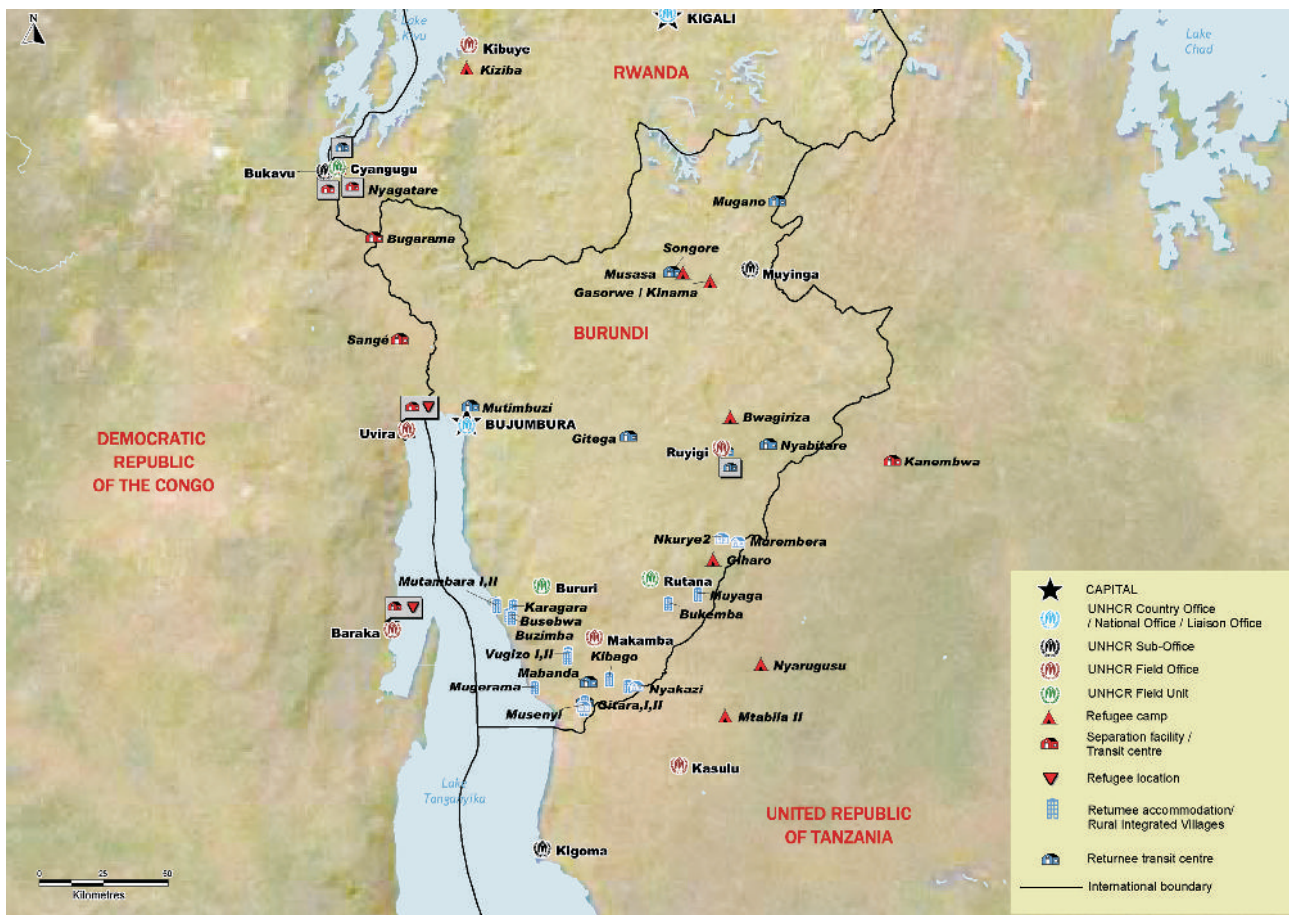 N
Lake
Kivu
KIGALI
Lake
Chad
Kibuye
Kiziba
RWANDA
Bukavu
Cyangugu
Nyagatare
Mugano
Bugarama
Songore
Musasa
Muyinga
Gasorwe / Kinama
BURUNDI
Sangé
Mutimbuzi
BUJUMBURA
Uvira
Bwagiriza
Gitega
Nyabitare
Ruyigi
Kanembwa
DEMOCRATIC
REPUBLIC
OF THE CONGO
Nkurye2
Murembera
Giharo
Mutambara I,II
Bururi
Rutana
Muyaga
Karagara
Bukemba
Busebwa
Buzimba
Baraka
Makamba
Vugizo I,II
Kibago
Mabanda
Nyarugusu
Mugerama
Nyakazi
Musenyi
Gitara,I,II
Mtabila II
Kasulu
Lake
Tanganyika
UNITED REPUBLIC
OF TANZANIA
Kigoma
0 25 50
Kilometres
CAPITAL
UNHCR Country Office
/ National Office / Liaison Office
UNHCR Sub-Office
UNHCR Field Office
UNHCR Field Unit
Refugee camp
Separation facility /
Transit centre
Refugee location
Returnee accommodation/
Rural Integrated Villages
Returnee transit centre
International boundary